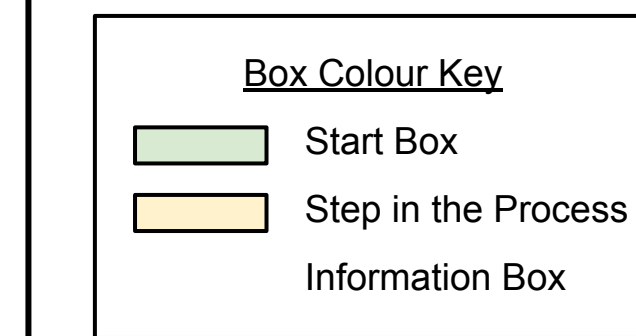 Box Colour Key
Start Box
Step in the Process
Information Box